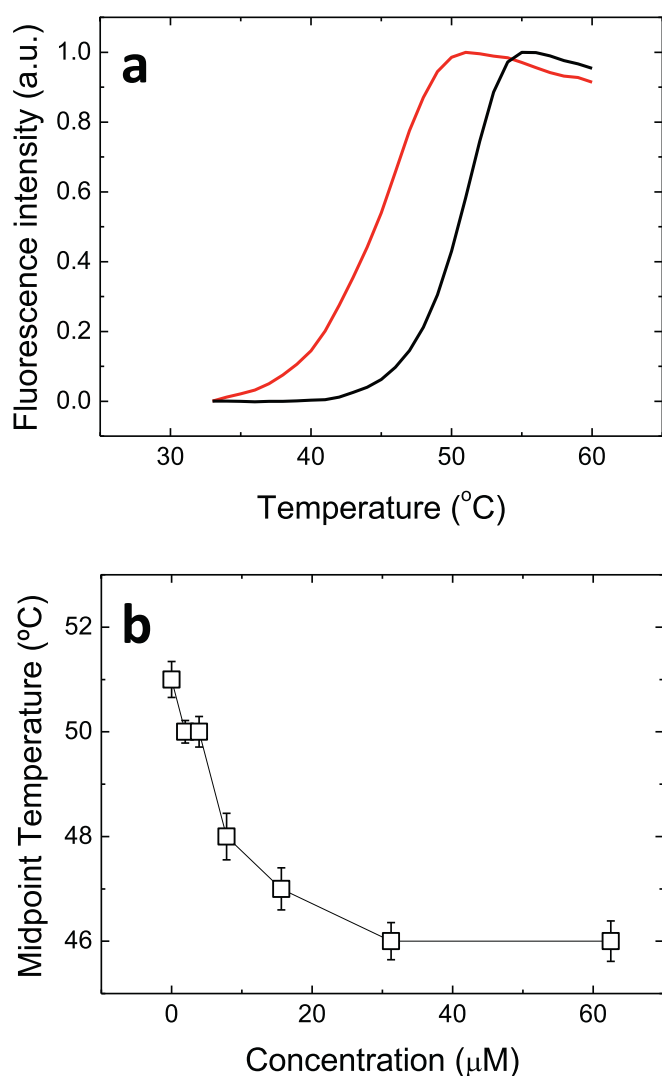 a
Fluorescence intensity (a.u.)
1.0
0.8
0.6
0.4
0.2
0.0
30 40 50 60
Temperature (°C)
b
Midpoint Temperature (ºC)
52
50
48
46
0 20 40 60
Concentration (μM)